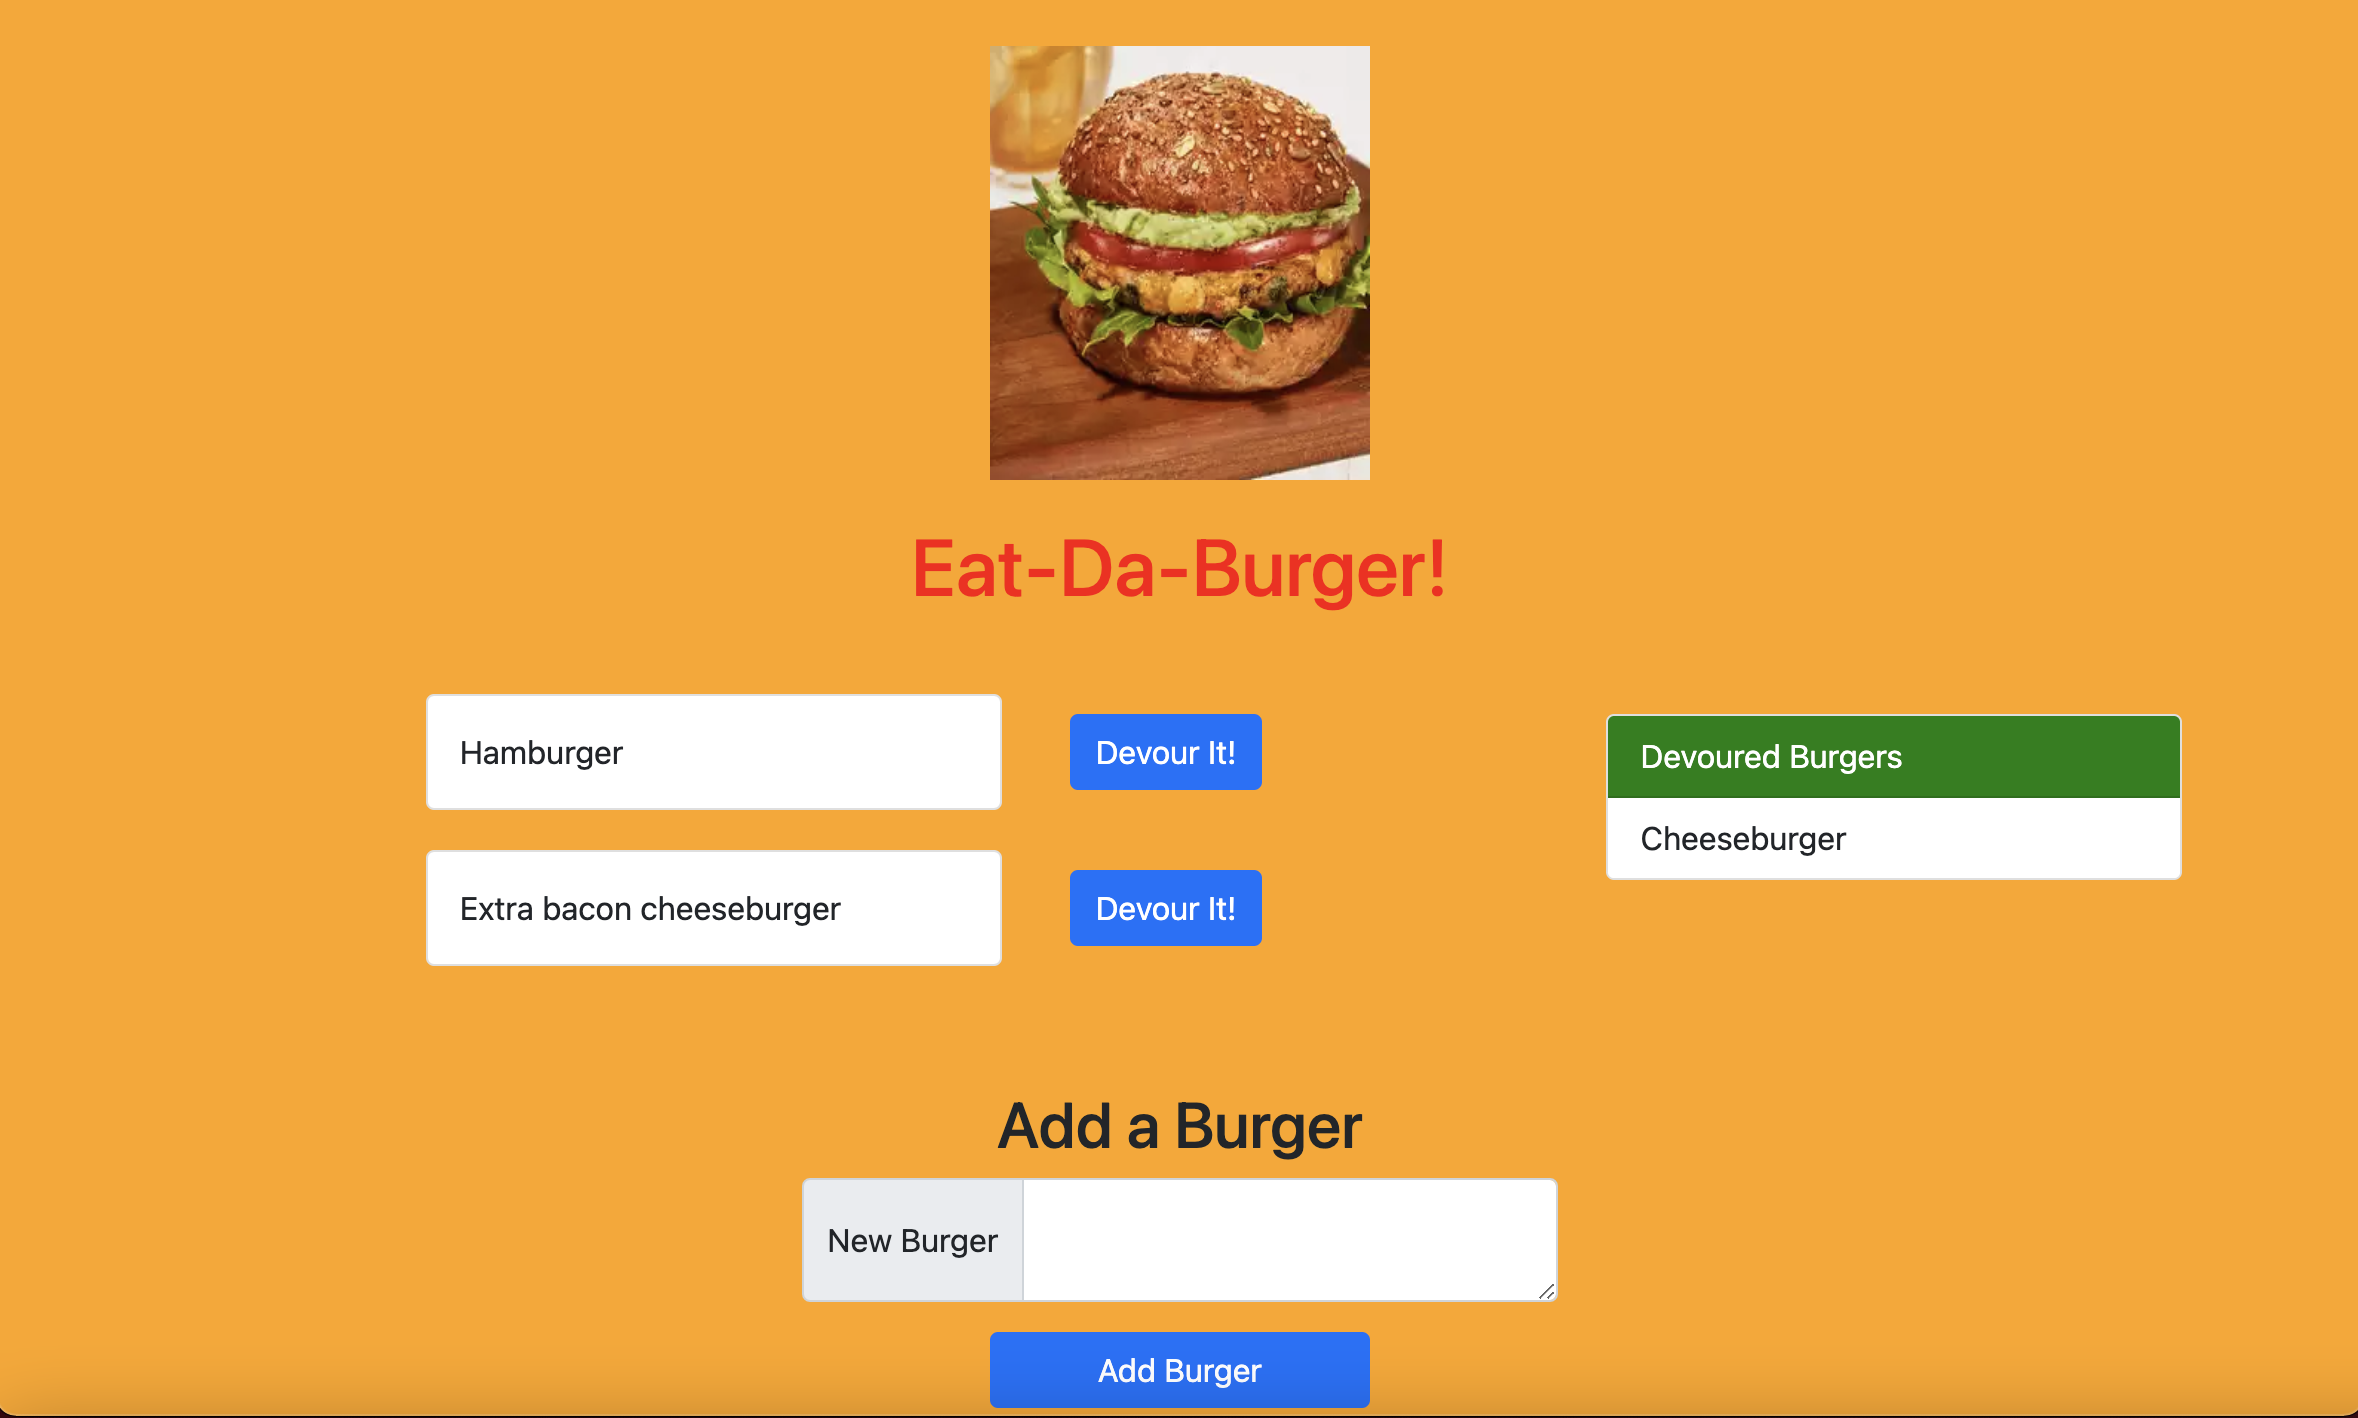 Eat-Da-Burger!
Hamburger
Devour It!
Extra bacon cheeseburger
Devour It!
Devoured Burgers
Cheeseburger
Add a Burger
New Burger
Add Burger